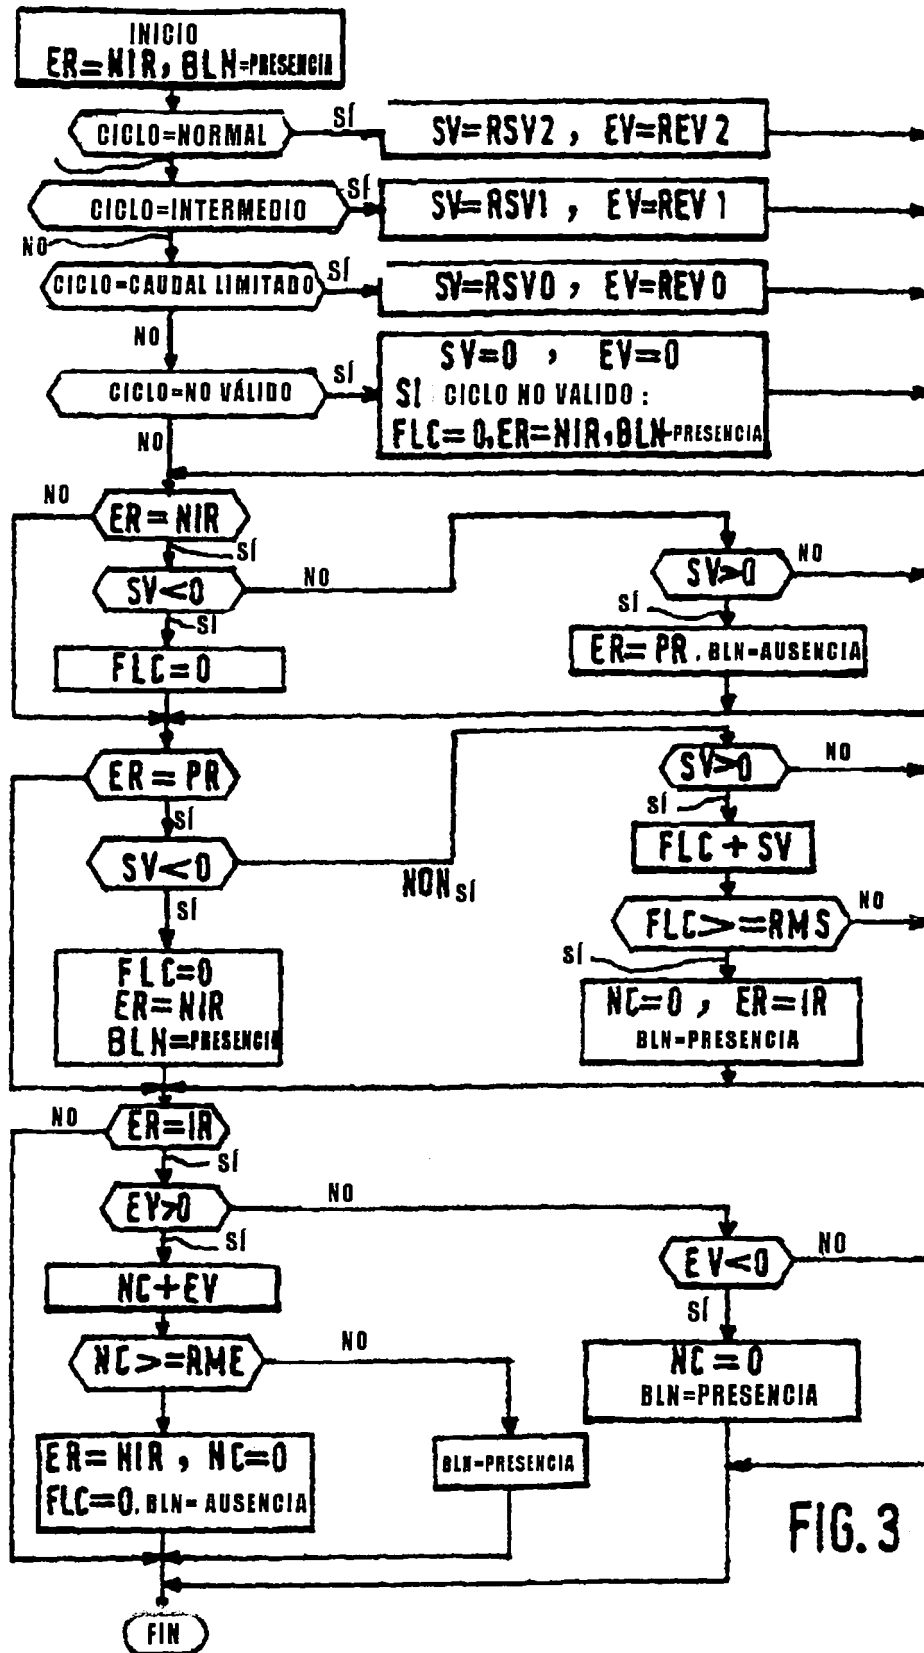 INICIO
ER=NIR, BLN=PRESENCIA
CICLO=NORMAL
SÍ
SV=RSV2 , EV=REV2
CICLO=INTERMEDIO
SÍ
SV=RSV1 , EV=REV1
NO
CICLO=CAUDAL LIMITADO
SÍ
SV=RSV0 , EV=REV0
NO
CICLO=NO VÁLIDO
SÍ
SV=0 , EV=0
SÍ CICLO NO VALIDO :
FLC=0,ER=NIR,BLN=PRESENCIA
NO
NO
ER=NIR
SÍ
SV<0
NO
SV>0
NO
SÍ
SÍ
FLC=0
ER=PR . BLN=AUSENCIA
ER=PR
SV>0
NO
SÍ
SÍ
FLC+SV
SV<0
NON SÍ
SÍ
FLC>=RMS
NO
SÍ
FLC=0
ER=NIR
BLN=PRESENCIA
NC=0 , ER=IR
BLN=PRESENCIA
NO
ER=IR
SÍ
EV>0
NO
SÍ
EV<0
NO
NC+EV
SÍ
NC>=RME
NO
NC=0
BLN=PRESENCIA
ER=NIR , NC=0
FLC=0. BLN=AUSENCIA
BLN=PRESENCIA
FIG. 3
FIN